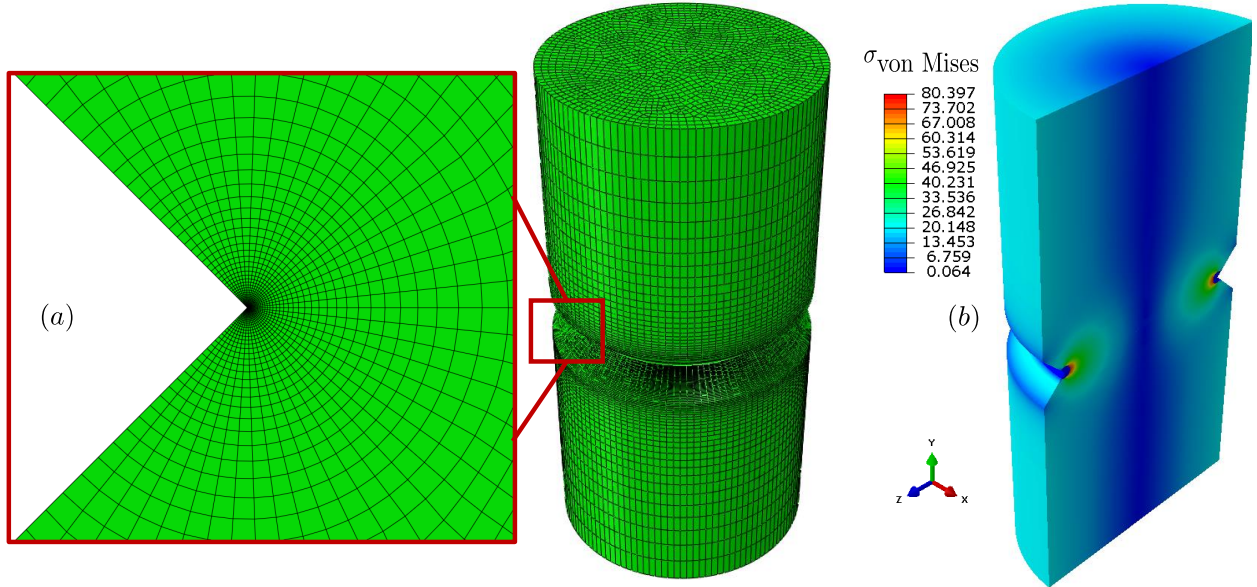 (a)
σvon Mises
80.397
73.702
67.008
60.314
53.619
46.925
40.231
33.536
26.842
20.148
13.453
6.759
0.064
(b)
Y
Z
X